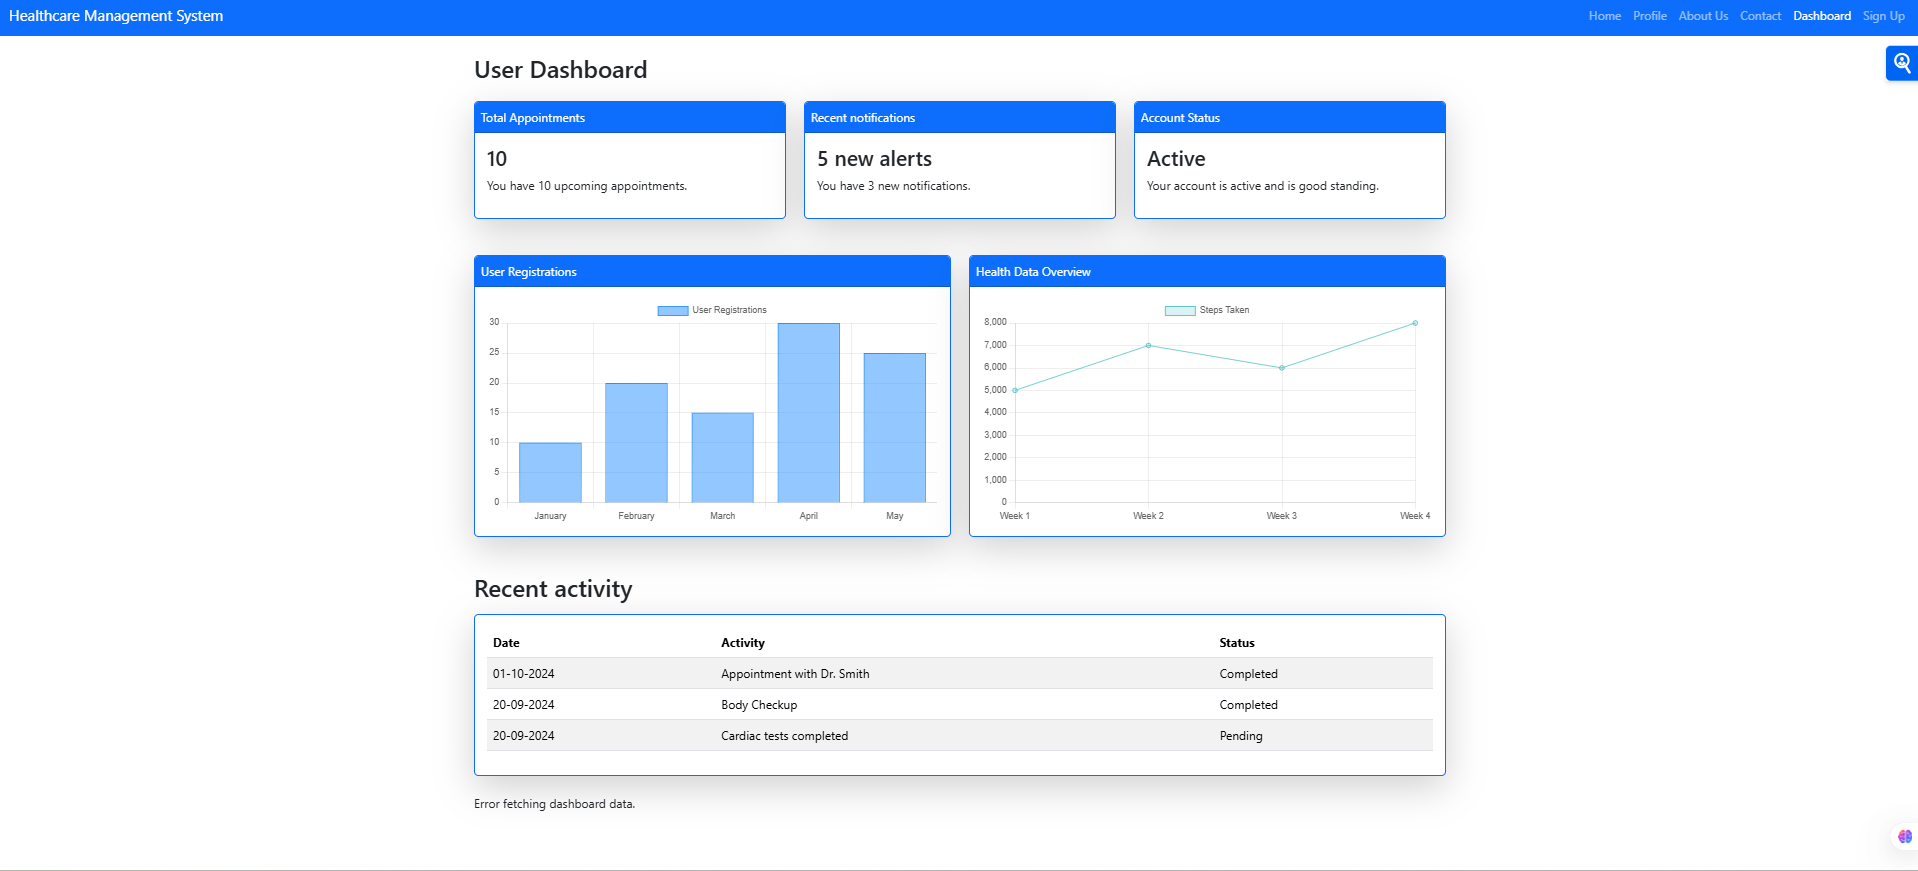 Healthcare Management System Home Profile About Us Contact Dashboard Sign Up
User Dashboard
Total Appointments
10
You have 10 upcoming appointments.
Recent notifications
5 new alerts
You have 3 new notifications.
Account Status
Active
Your account is active and is good standing.
User Registrations
User Registrations
30
25
20
15
10
5
0
January February March April May
Health Data Overview
Steps Taken
8,000
7,000
6,000
5,000
4,000
3,000
2,000
1,000
0
Week 1 Week 2 Week 3 Week 4
Recent activity
Date Activity Status
01-10-2024 Appointment with Dr. Smith Completed
20-09-2024 Body Checkup Completed
20-09-2024 Cardiac tests completed Pending
Error fetching dashboard data.